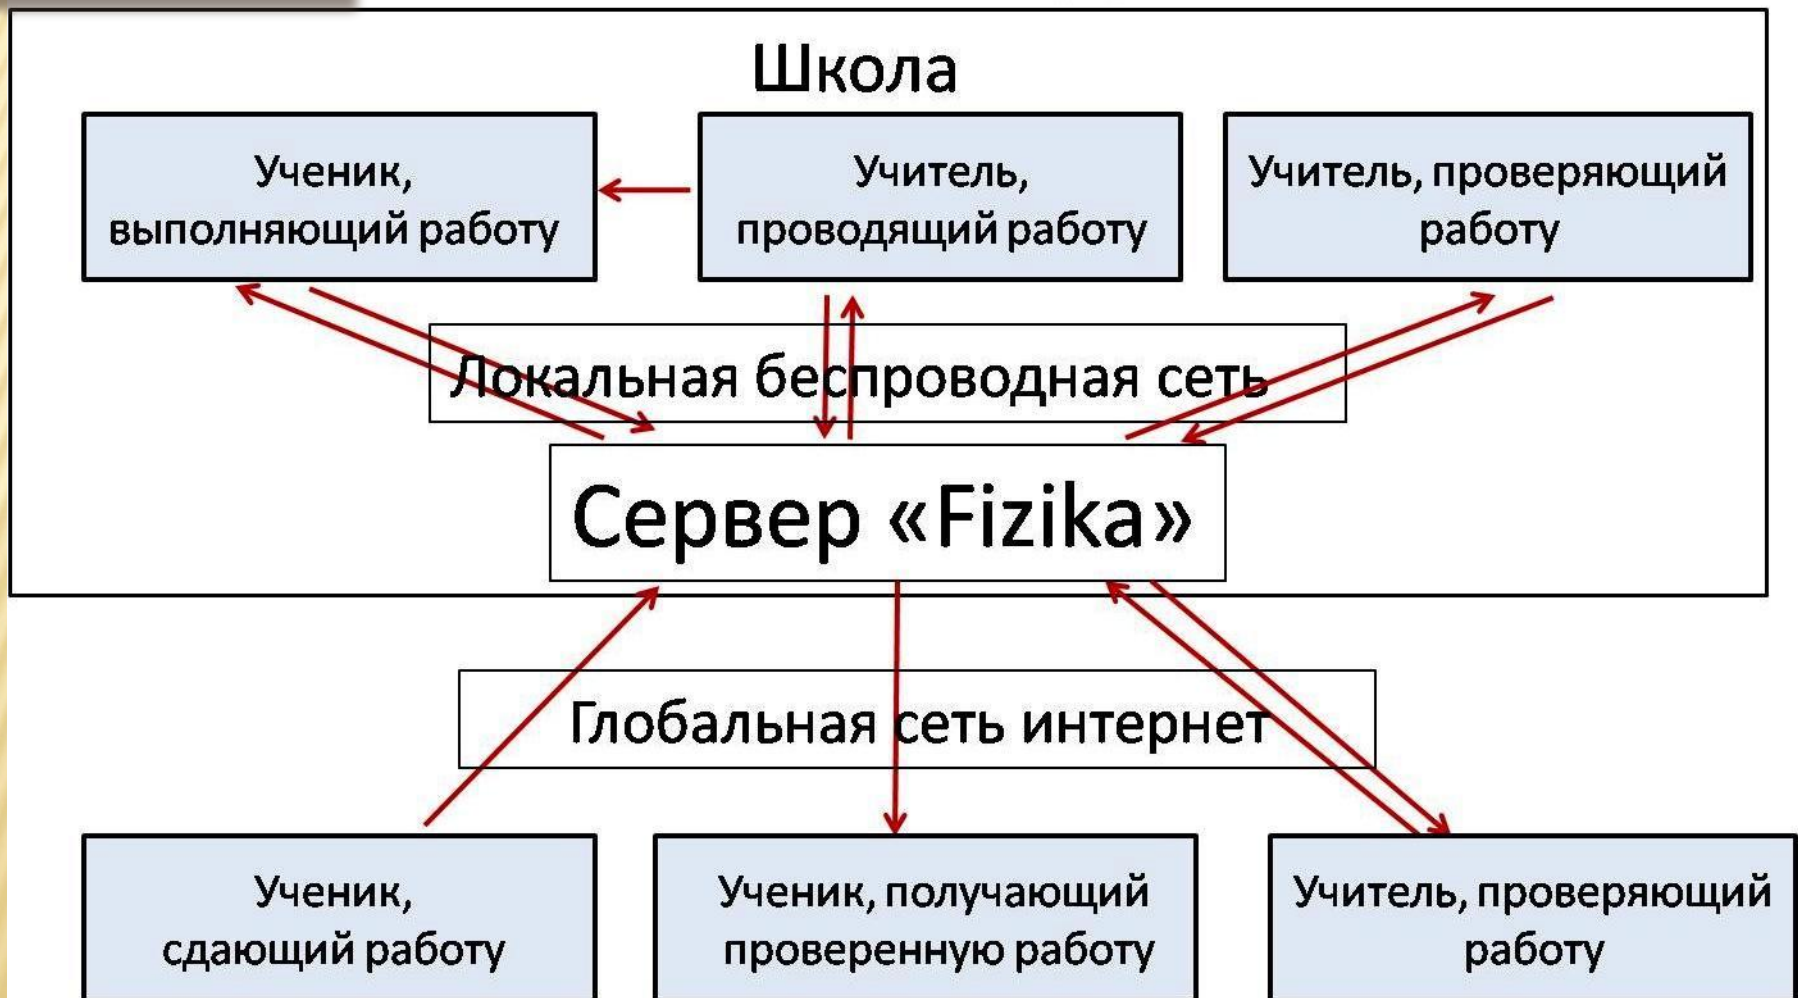 Школа
Ученик,
выполняющий работу
Учитель,
проводящий работу
Учитель, проверяющий
работу
Локальная беспроводная сеть
Сервер «Fizika»
Глобальная сеть интернет
Ученик,
сдающий работу
Ученик, получающий
проверенную работу
Учитель, проверяющий
работу